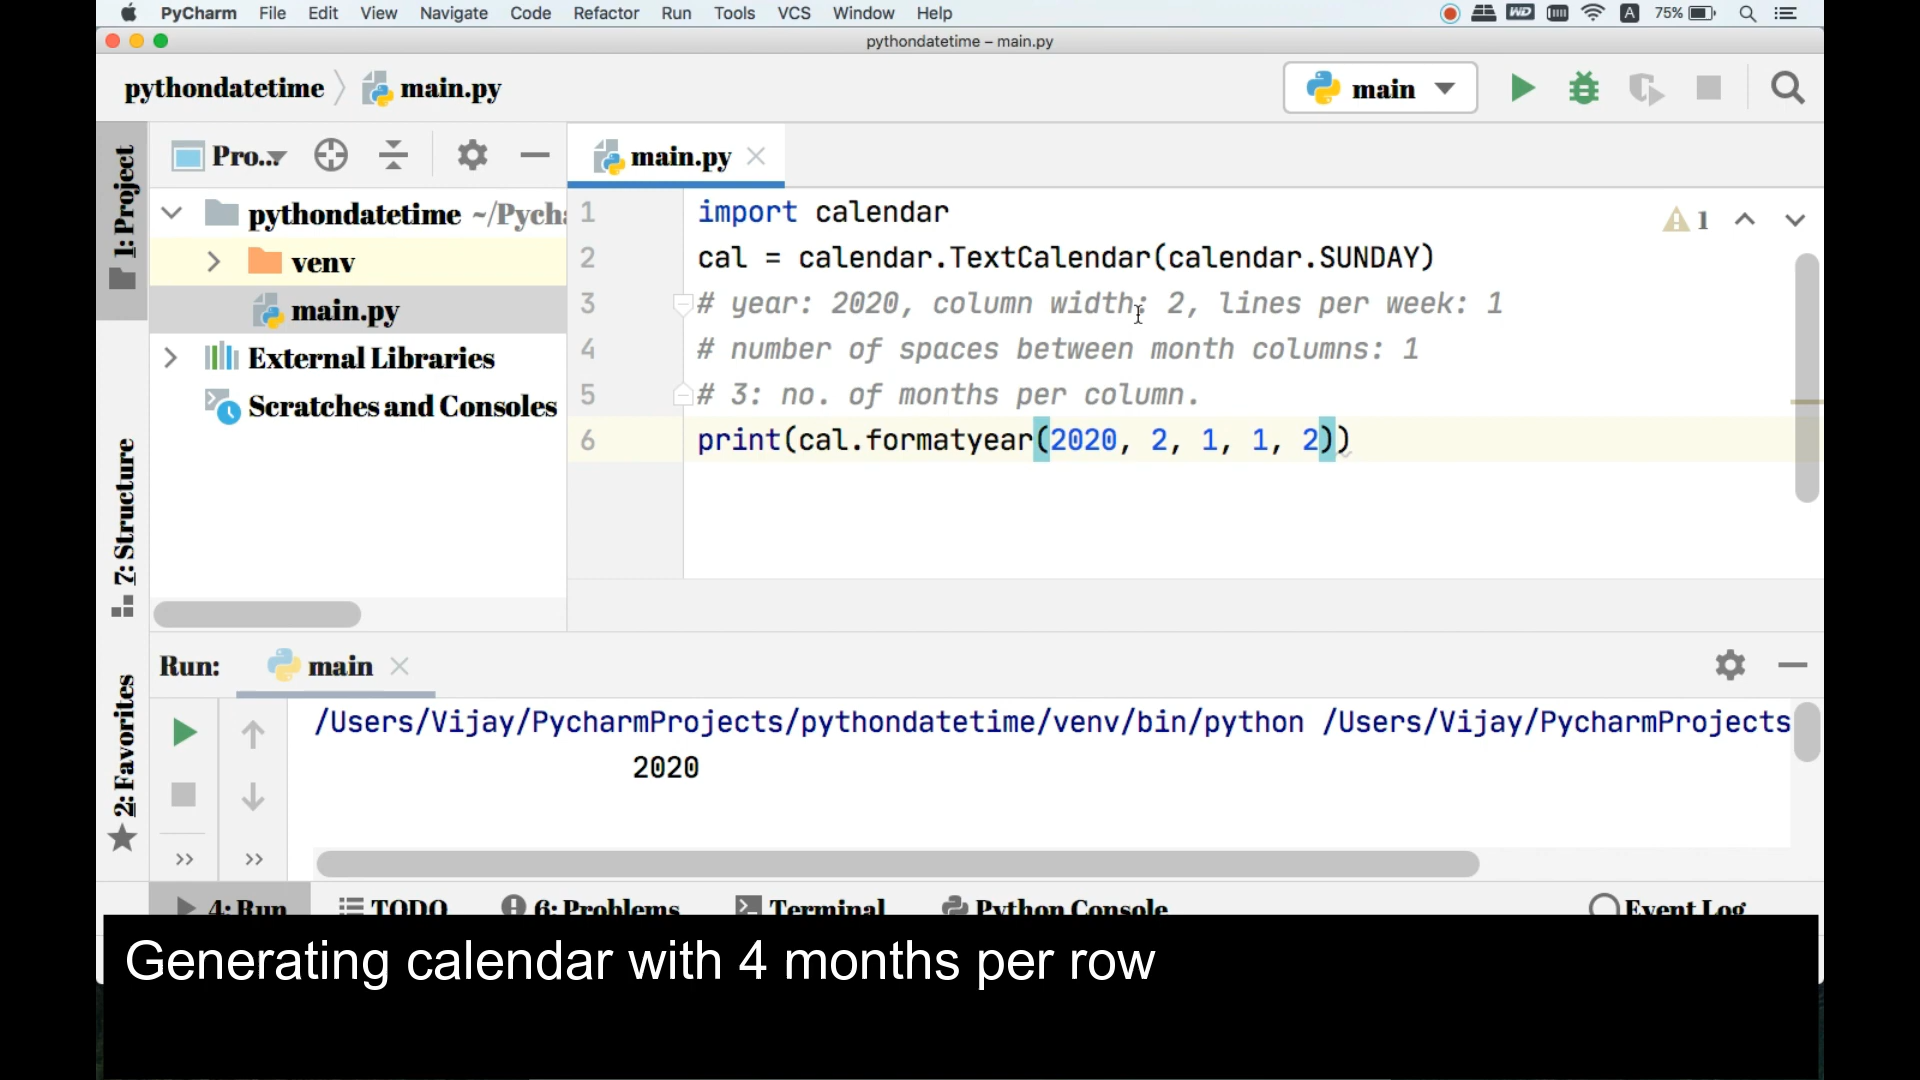 PyCharm File Edit View Navigate Code Refactor Run Tools VCS Window Help WD A 75%
pythondatetime – main.py
pythondatetime main.py main
Pro... main.py
1: Project
pythondatetime ~/Pych
venv
main.py
External Libraries
Scratches and Consoles
7: Structure
2: Favorites
1 import calendar
2 cal = calendar.TextCalendar(calendar.SUNDAY)
3 # year: 2020, column width: 2, lines per week: 1
4 # number of spaces between month columns: 1
5 # 3: no. of months per column.
6 print(cal.formatyear(2020, 2, 1, 1, 2))
1
Run: main
/Users/Vijay/PycharmProjects/pythondatetime/venv/bin/python /Users/Vijay/PycharmProjects
2020
4: Run TODO 6: Problems Terminal Python Console Event Log
Generating calendar with 4 months per row